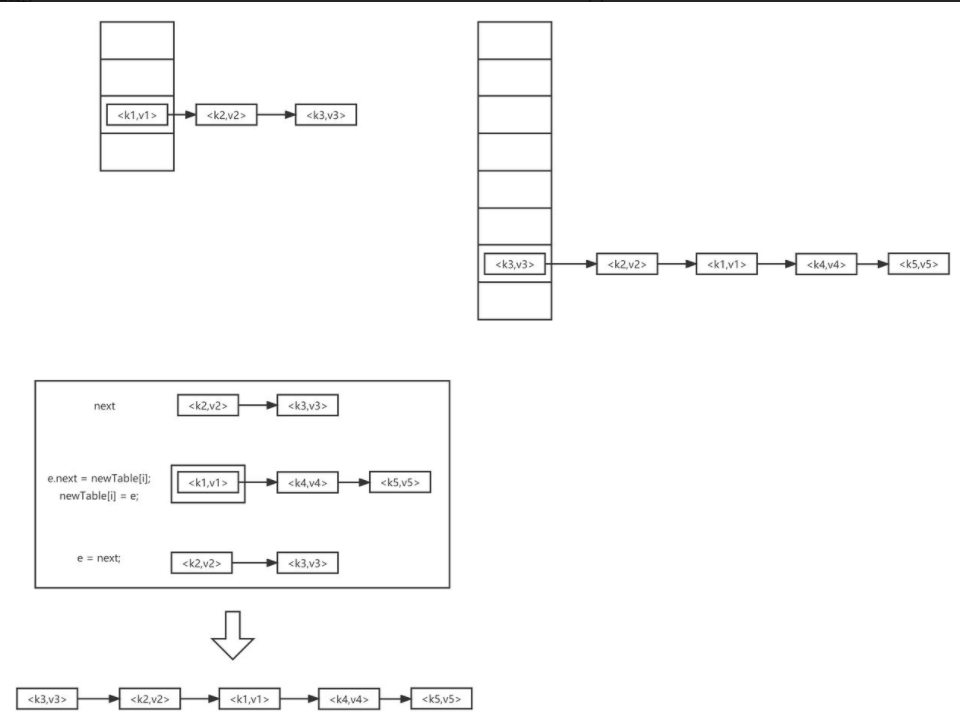 <k1,v1> <k2,v2> <k3,v3>
<k3,v3> <k2,v2> <k1,v1> <k4,v4> <k5,v5>
next <k2,v2> <k3,v3>
e.next = newTable[i];
newTable[i] = e;
<k1,v1> <k4,v4> <k5,v5>
e = next; <k2,v2> <k3,v3>
<k3,v3> <k2,v2> <k1,v1> <k4,v4> <k5,v5>